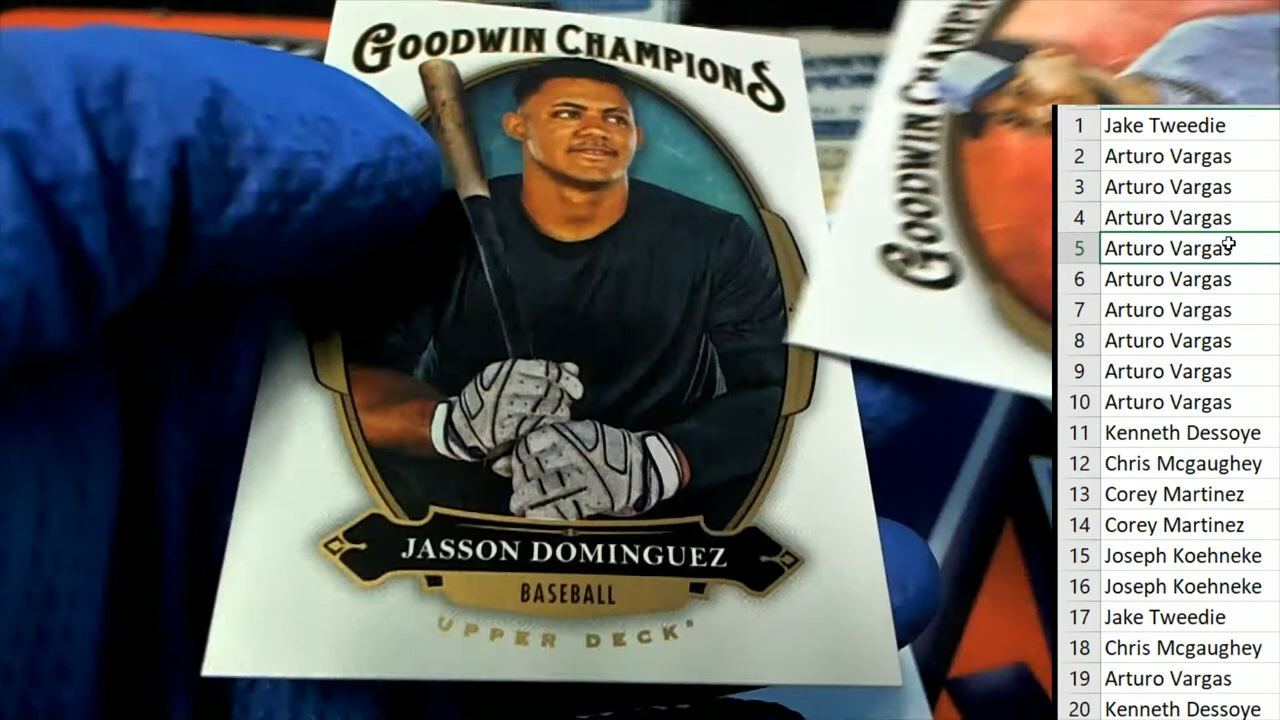 GOODWIN CHAMPIONS
JASSON DOMINGUEZ
BASEBALL
UPPER DECK
GOODWIN CHAMP
1 Jake Tweedie
2 Arturo Vargas
3 Arturo Vargas
4 Arturo Vargas
5 Arturo Vargas
6 Arturo Vargas
7 Arturo Vargas
8 Arturo Vargas
9 Arturo Vargas
10 Arturo Vargas
11 Kenneth Dessoye
12 Chris Mcgaughey
13 Corey Martinez
14 Corey Martinez
15 Joseph Koehneke
16 Joseph Koehneke
17 Jake Tweedie
18 Chris Mcgaughey
19 Arturo Vargas
20 Kenneth Dessoye